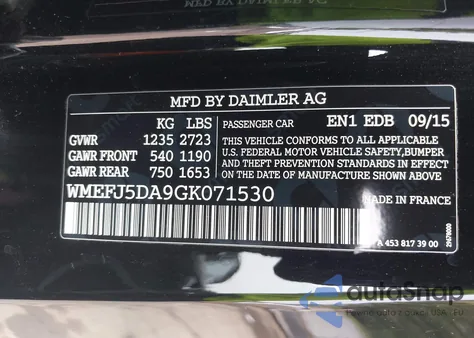 MFD BY DAIMLER AG
KG LBS
GVWR 1235 2723
GAWR FRONT 540 1190
GAWR REAR 750 1653
PASSENGER CAR EN1 EDB 09/15
THIS VEHICLE CONFORMS TO ALL APPLICABLE
U.S. FEDERAL MOTOR VEHICLE SAFETY,BUMPER
AND THEFT PREVENTION STANDARDS IN EFFECT
ON THE DATE OF MANUFACTURE SHOWN ABOVE.
WMEFJ5DA9GK071530
MADE IN FRANCE
A 453 817 39 00
autoSnap